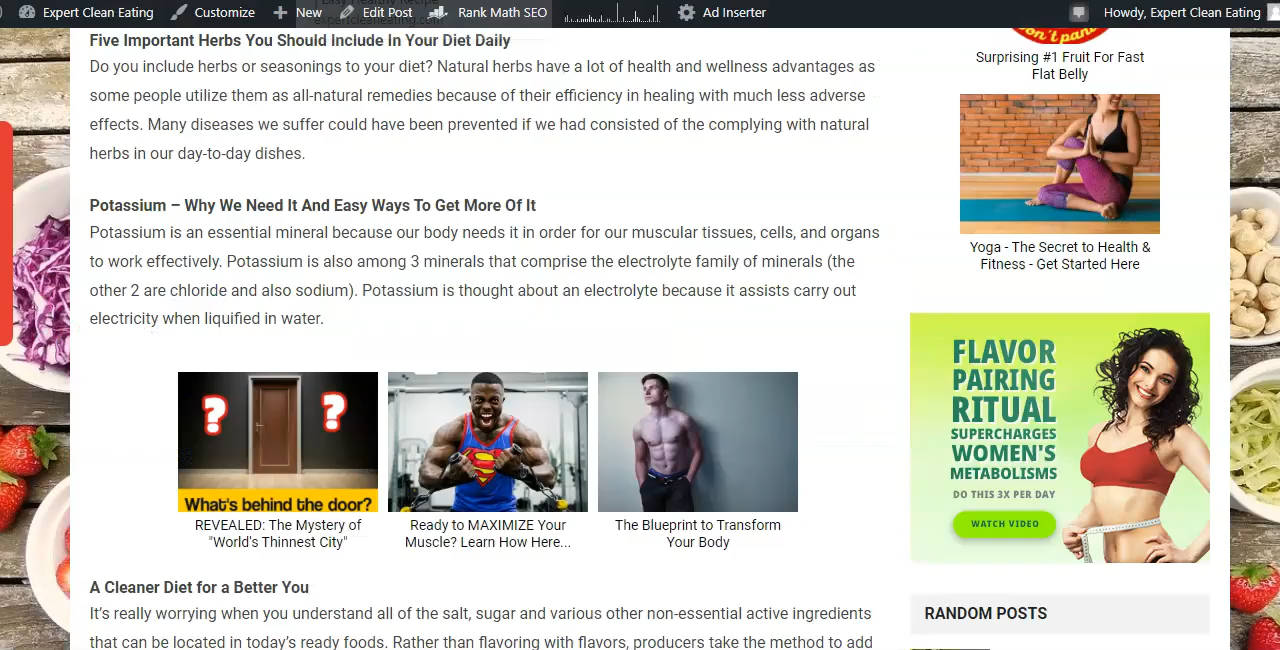 Expert Clean Eating Customize New Edit Post Rank Math SEO Ad Inserter Howdy, Expert Clean Eating
Easy Healthy Recipe
expertcleaneating.com
Five Important Herbs You Should Include In Your Diet Daily
Do you include herbs or seasonings to your diet? Natural herbs have a lot of health and wellness advantages as
some people utilize them as all-natural remedies because of their efficiency in healing with much less adverse
effects. Many diseases we suffer could have been prevented if we had consisted of the complying with natural
herbs in our day-to-day dishes.
Potassium – Why We Need It And Easy Ways To Get More Of It
Potassium is an essential mineral because our body needs it in order for our muscular tissues, cells, and organs
to work effectively. Potassium is also among 3 minerals that comprise the electrolyte family of minerals (the
other 2 are chloride and also sodium). Potassium is thought about an electrolyte because it assists carry out
electricity when liquified in water.
? ?
What's behind the door?
REVEALED: The Mystery of
"World's Thinnest City"
Ready to MAXIMIZE Your
Muscle? Learn How Here...
The Blueprint to Transform
Your Body
A Cleaner Diet for a Better You
It's really worrying when you understand all of the salt, sugar and various other non-essential active ingredients
that can be located in today's ready foods. Rather than flavoring with flavors, producers take the method to add
on't pan
Surprising #1 Fruit For Fast
Flat Belly
Yoga - The Secret to Health &
Fitness - Get Started Here
FLAVOR
PAIRING
RITUAL
SUPERCHARGES
WOMEN'S
METABOLISMS
DO THIS 3X PER DAY
WATCH VIDEO
RANDOM POSTS